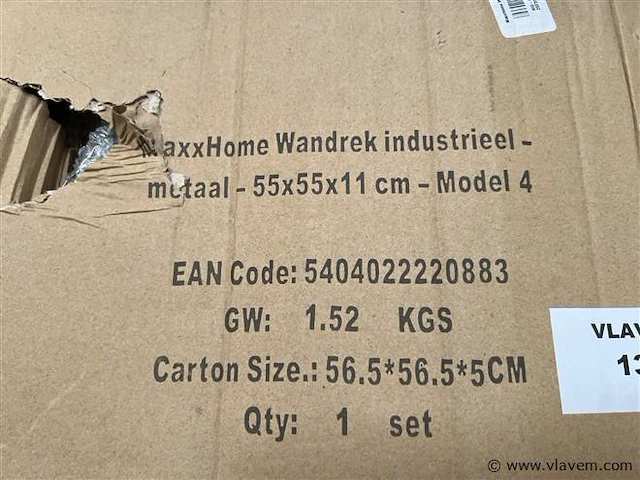 axxHome Wandrek industrieel -
metaal - 55x55x11 cm - Model 4
EAN Code: 5404022220883
GW: 1.52 KGS
Carton Size.: 56.5*56.5*5CM
Qty: 1 set
VLAV
13
© www.vlavem.com